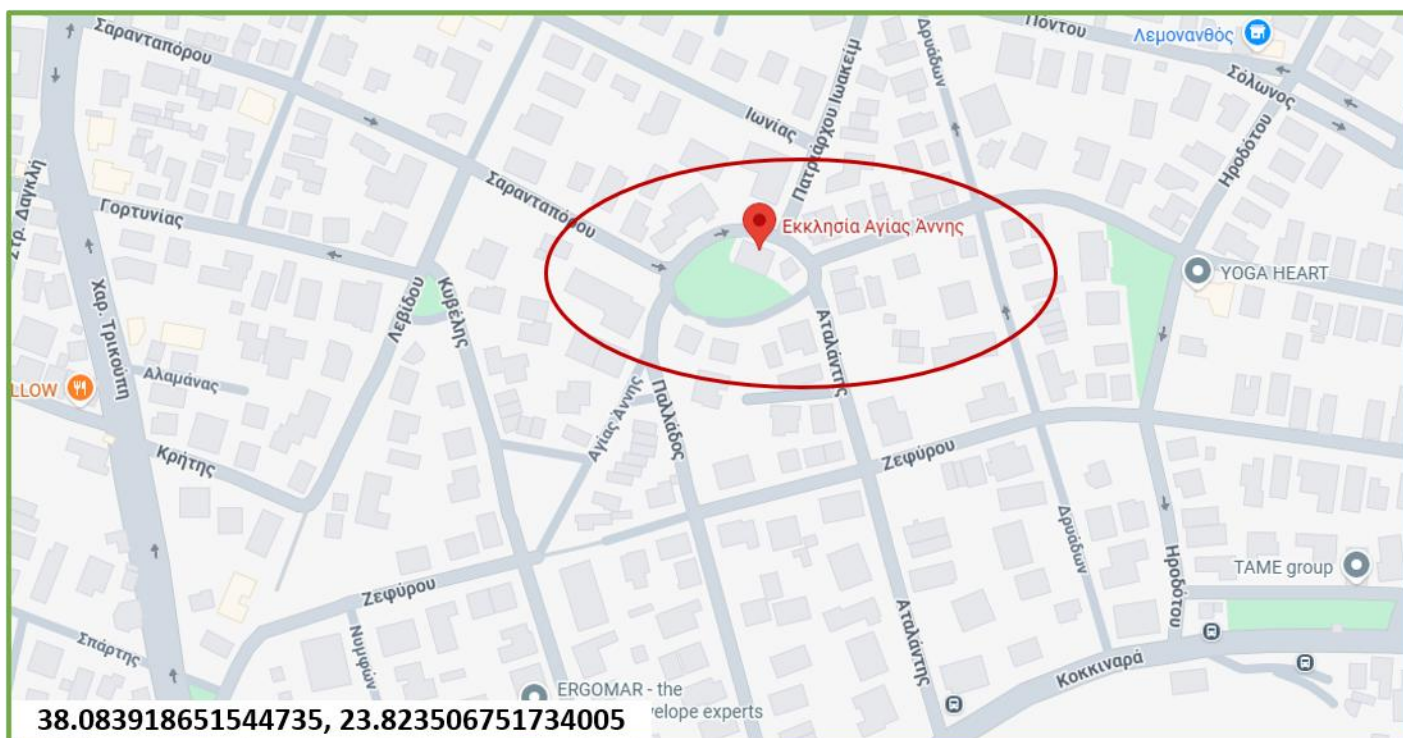 Σαρανταπόρου
Πόντου
Λεμονανθός
Δρυάδων
Σόλωνος
Πατριάρχου Ιωακείμ
Ιωνίας
Ηροδότου
Στρ. Δαγκλή
Γορτυνίας
Σαρανταπόρου
Εκκλησία Αγίας Άννης
YOGA HEART
Χαρ. Τρικούπη
Λεβίδου
Κυβέλης
Αταλάντης
Αλαμάνας
LLOW
Αγίας Άννης
Παλλάδος
Κρήτης
Ζεφύρου
Δρυάδων
Ηροδότου
TAME group
Ζεφύρου
Σπάρτης
Νυμφών
Αταλάντης
Κοκκιναρά
ERGOMAR - the
velope experts
38.083918651544735, 23.823506751734005